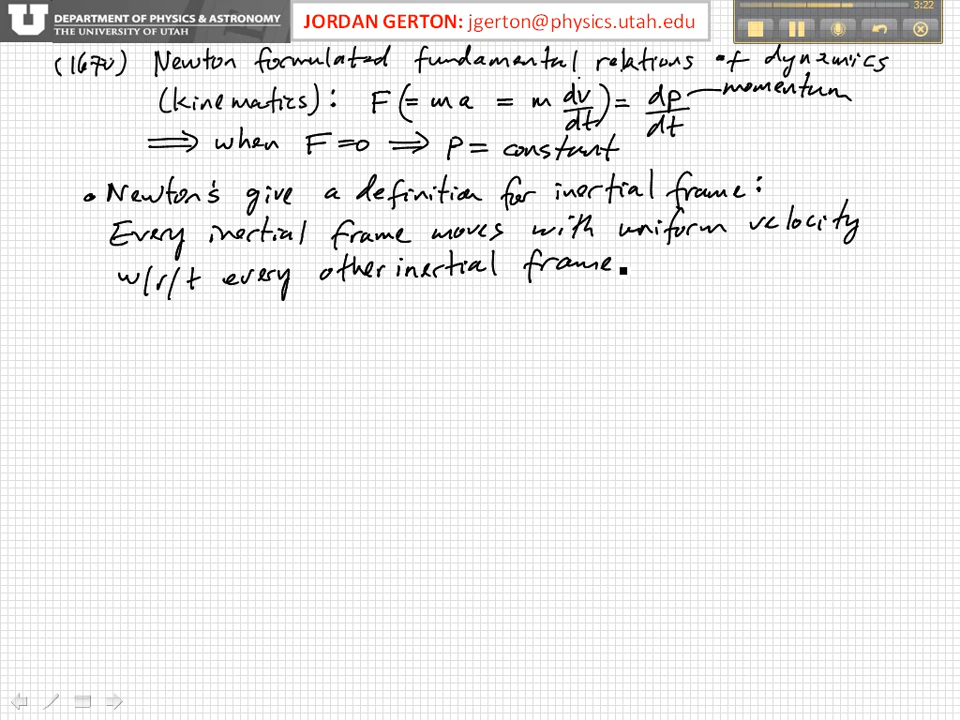 DEPARTMENT OF PHYSICS & ASTRONOMY
THE UNIVERSITY OF UTAH
JORDAN GERTON: jgerton@physics.utah.edu
3:22
(1670) Newton formulated fundamental relations of dynamics
(kinematics): F (= ma = m dv/dt) = dp/dt momentum
⟹ when F=0 ⟹ p = constant
• Newton's give a definition for inertial frame:
Every inertial frame moves with uniform velocity
w/r/t every other inertial frame.